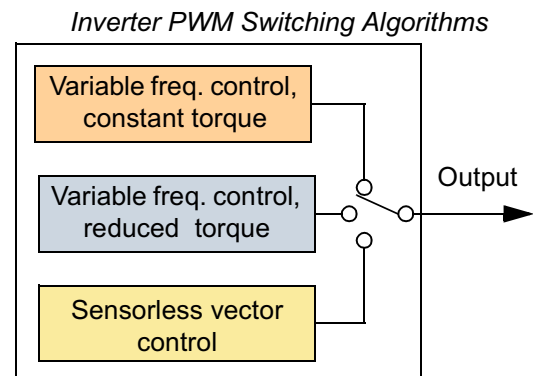 Inverter PWM Switching Algorithms
Variable freq. control,
constant torque
Variable freq. control,
reduced torque
Output
Sensorless vector
control